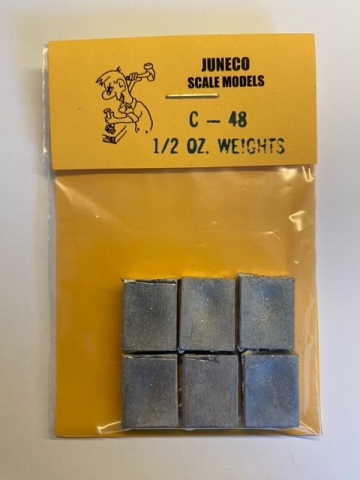 JUNECO
SCALE MODELS
C - 48
1/2 OZ. WEIGHTS